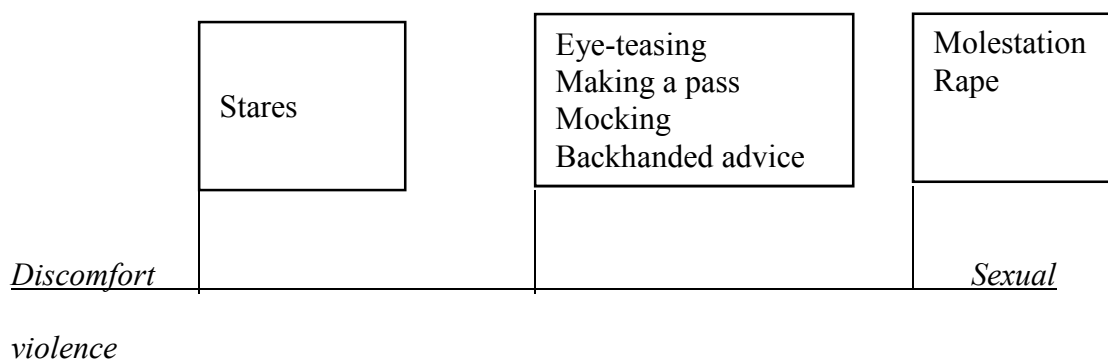 Stares
Eye-teasing
Making a pass
Mocking
Backhanded advice
Molestation
Rape
Discomfort Sexual
violence